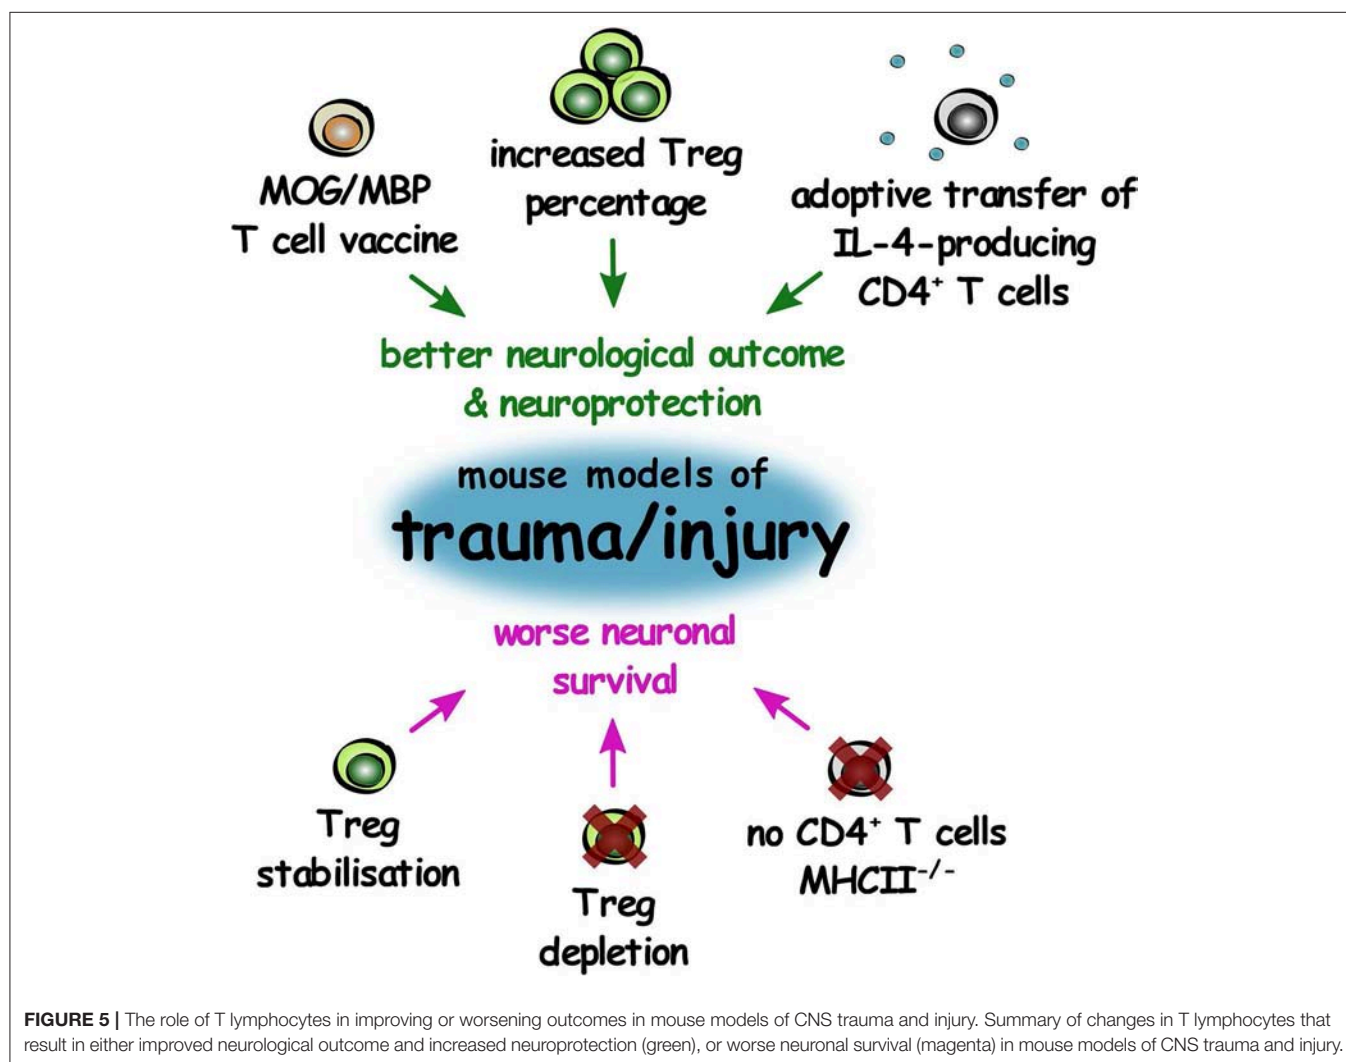 MOG/MBP
T cell vaccine
increased Treg
percentage
adoptive transfer of
IL-4-producing
CD4⁺ T cells
better neurological outcome
& neuroprotection
mouse models of
trauma/injury
worse neuronal
survival
Treg
stabilisation
Treg
depletion
no CD4⁺ T cells
MHCII⁻/⁻
FIGURE 5 | The role of T lymphocytes in improving or worsening outcomes in mouse models of CNS trauma and injury. Summary of changes in T lymphocytes that
result in either improved neurological outcome and increased neuroprotection (green), or worse neuronal survival (magenta) in mouse models of CNS trauma and injury.